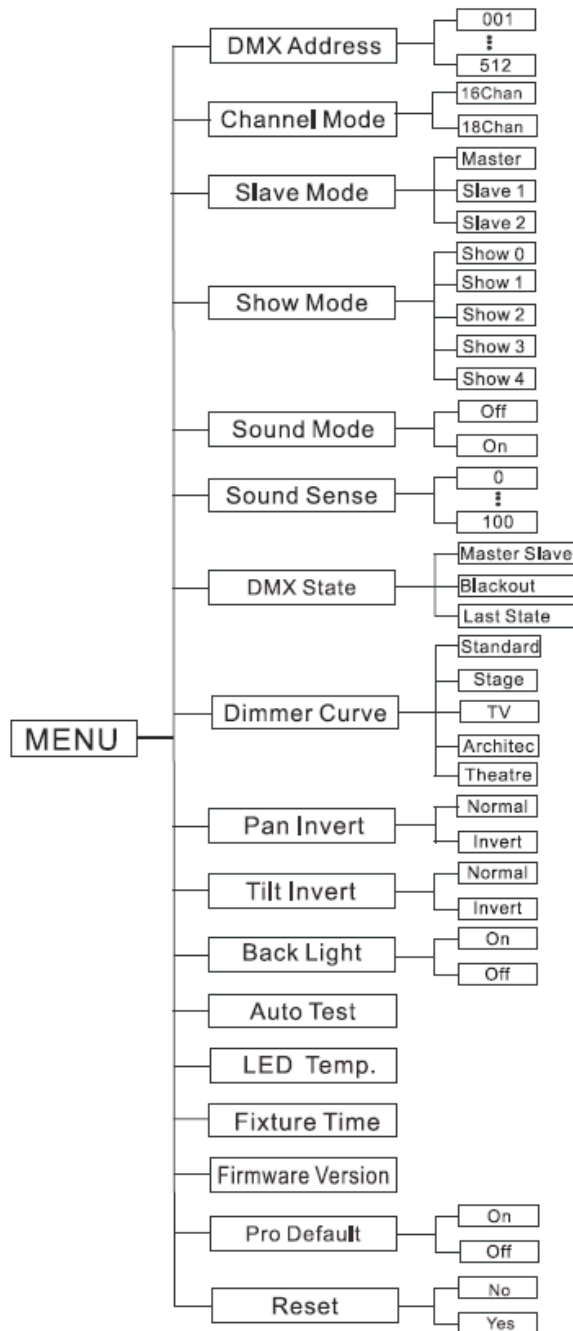 MENU
DMX Address
001
512
Channel Mode
16Chan
18Chan
Slave Mode
Master
Slave 1
Slave 2
Show Mode
Show 0
Show 1
Show 2
Show 3
Show 4
Sound Mode
Off
On
Sound Sense
0
100
DMX State
Master Slave
Blackout
Last State
Dimmer Curve
Standard
Stage
TV
Architec
Theatre
Pan Invert
Normal
Invert
Tilt Invert
Normal
Invert
Back Light
On
Off
Auto Test
LED Temp.
Fixture Time
Firmware Version
Pro Default
On
Off
Reset
No
Yes